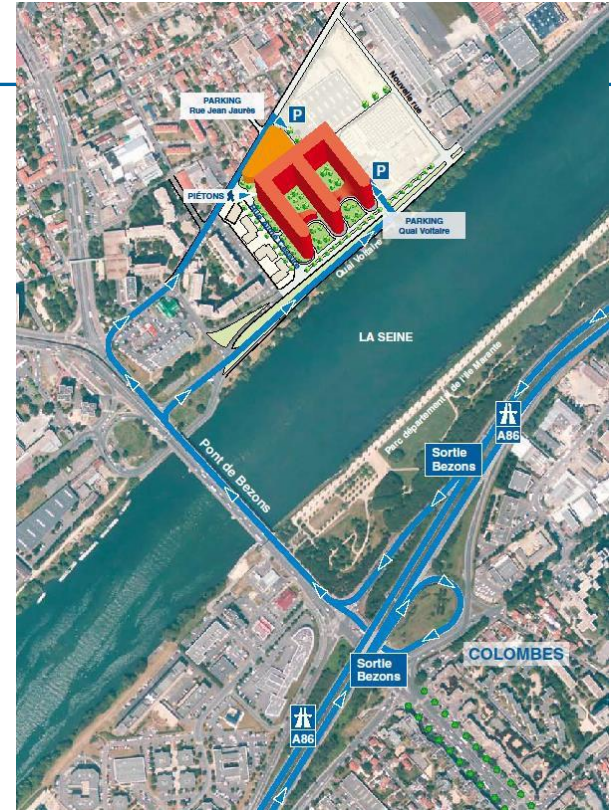 Nouvelle rue
PARKING
Rue Jean Jaurès
P
P
PIÉTONS
PARKING
Quai Voltaire
Quai Voltaire
LA SEINE
Parc départemental de l'île Marante
A86
Sortie
Bezons
Pont de Bezons
COLOMBES
Sortie
Bezons
A86